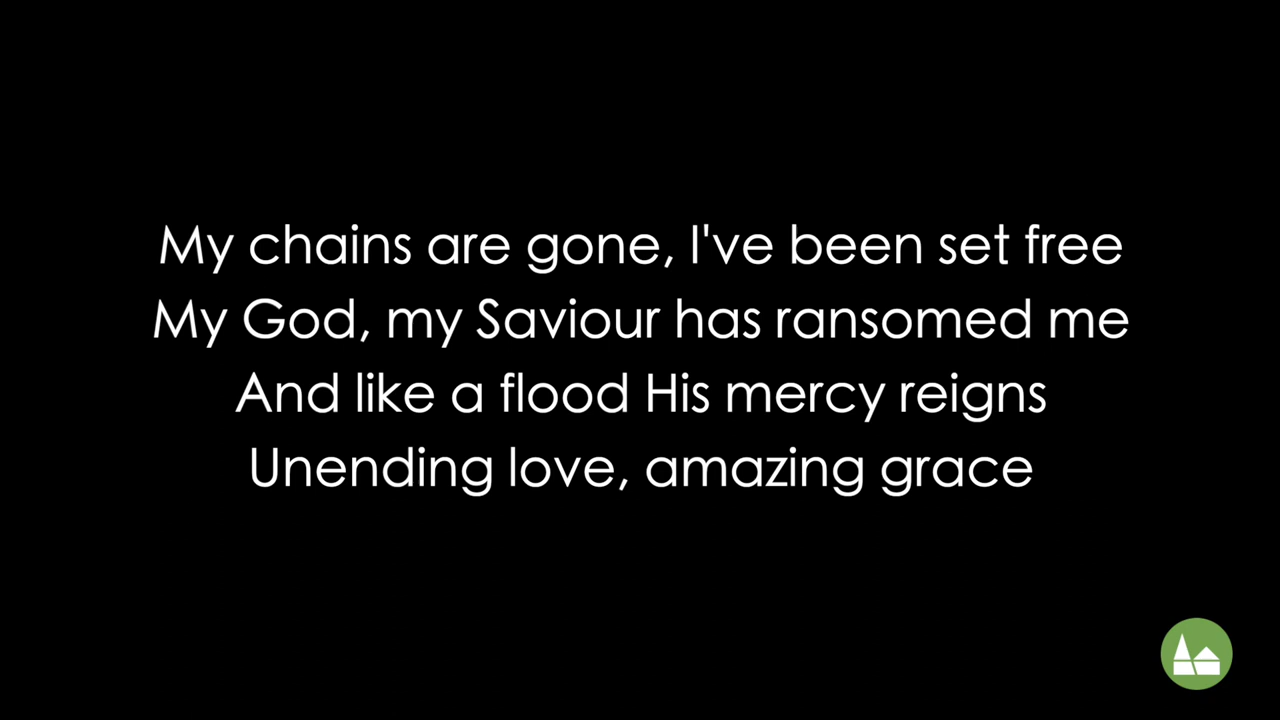 My chains are gone, I've been set free
My God, my Saviour has ransomed me
And like a flood His mercy reigns
Unending love, amazing grace